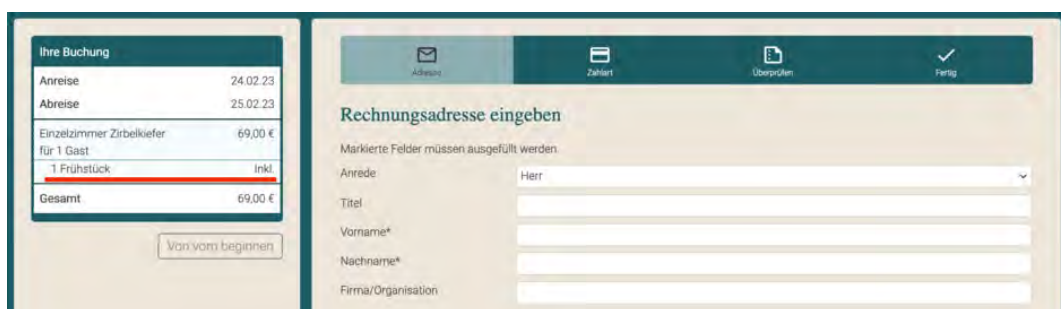 Ihre Buchung
Anreise 24.02.23
Abreise 25.02.23
Einzelzimmer Zirbelkiefer 69,00 €
für 1 Gast
1 Frühstück Inkl.
Gesamt 69,00 €
Von vorn beginnen
Adresse Zahlart Überprüfen Fertig
Rechnungsadresse eingeben
Markierte Felder müssen ausgefüllt werden
Anrede Herr
Titel
Vorname*
Nachname*
Firma/Organisation